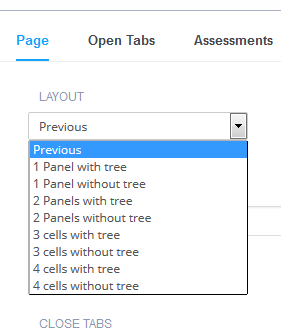 Page Open Tabs Assessments
LAYOUT
Previous
Previous
1 Panel with tree
1 Panel without tree
2 Panels with tree
2 Panels without tree
3 cells with tree
3 cells without tree
4 cells with tree
4 cells without tree
CLOSE TABS